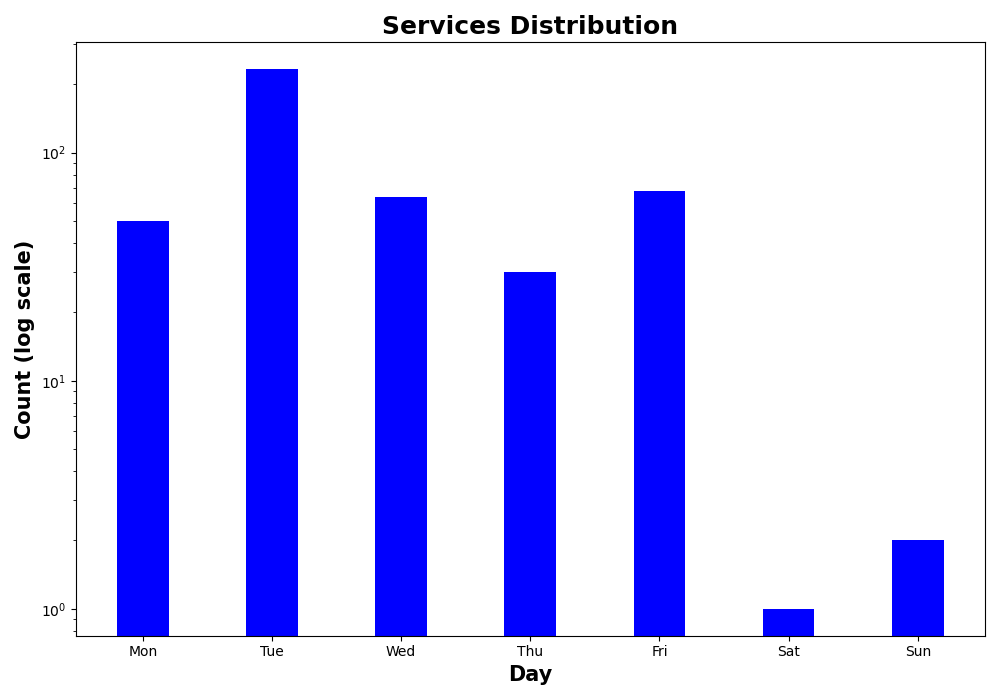 Services Distribution
Count (log scale)
10²
10¹
10⁰
Mon Tue Wed Thu Fri Sat Sun
Day